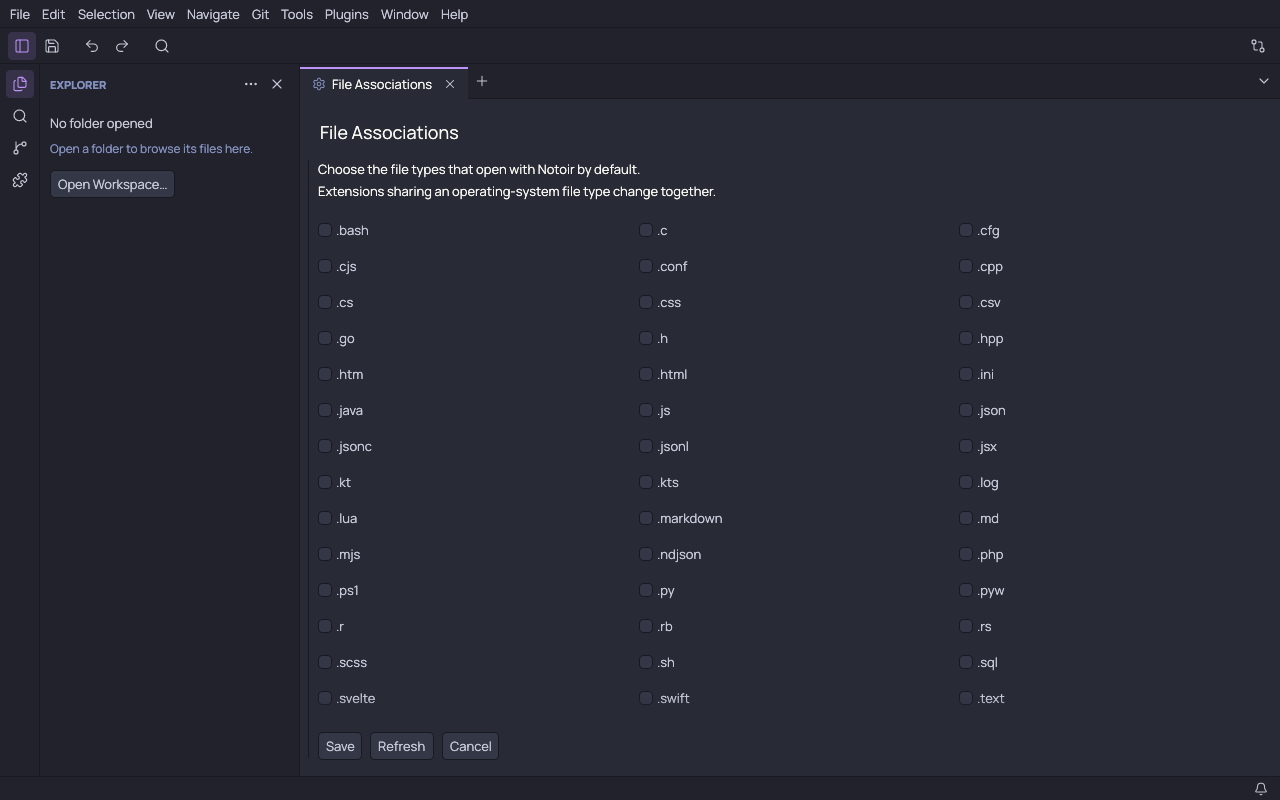 File Edit Selection View Navigate Git Tools Plugins Window Help
EXPLORER
No folder opened
Open a folder to browse its files here.
Open Workspace...
File Associations
File Associations
Choose the file types that open with Notoir by default.
Extensions sharing an operating-system file type change together.
.bash .c .cfg
.cjs .conf .cpp
.cs .css .csv
.go .h .hpp
.htm .html .ini
.java .js .json
.jsonc .jsonl .jsx
.kt .kts .log
.lua .markdown .md
.mjs .ndjson .php
.ps1 .py .pyw
.r .rb .rs
.scss .sh .sql
.svelte .swift .text
Save Refresh Cancel